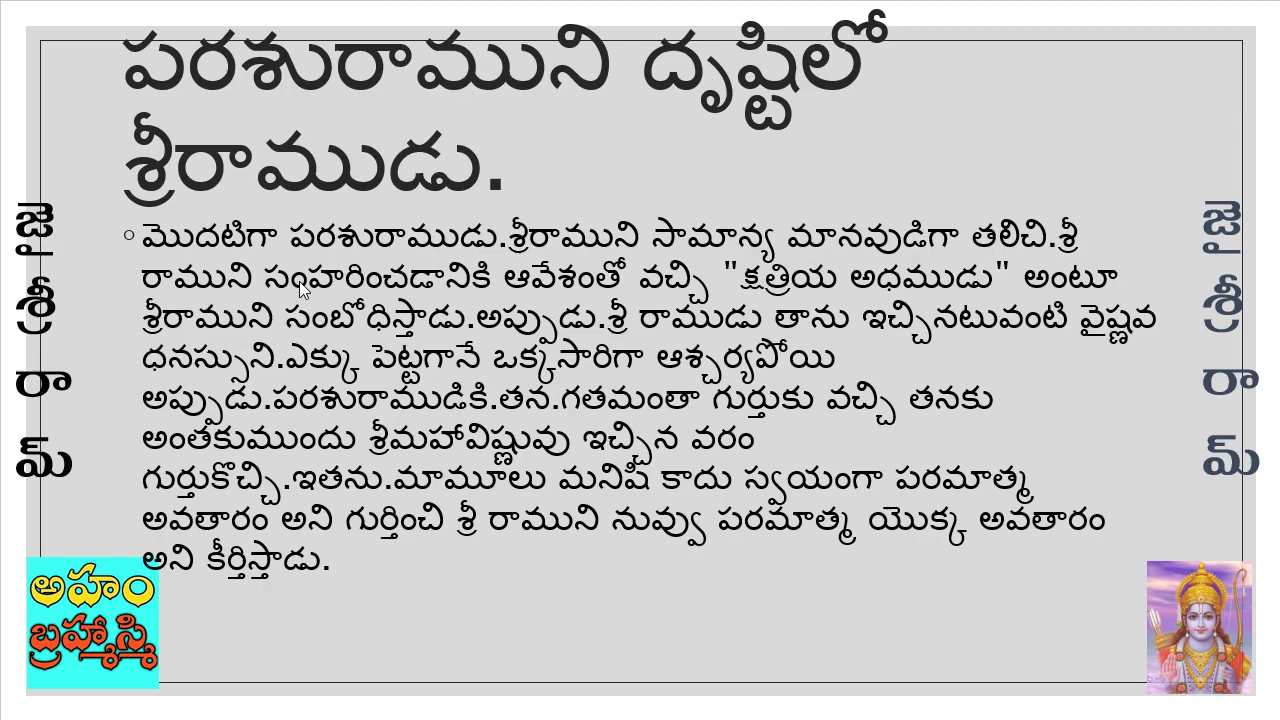 పరశురాముని దృష్టిలో
శ్రీరాముడు.
మొదటిగా పరశురాముడు.శ్రీరాముని సామాన్య మానవుడిగా తలిచి.శ్రీ
రాముని సంహరించడానికి ఆవేశంతో వచ్చి "క్షత్రియ అధముడు" అంటూ
శ్రీరాముని సంబోధిస్తాడు.అప్పుడు.శ్రీ రాముడు తాను ఇచ్చినటువంటి వైష్ణవ
ధనస్సుని.ఎక్కు పెట్టగానే ఒక్కసారిగా ఆశ్చర్యపోయి
అప్పుడు.పరశురాముడికి.తన.గతమంతా గుర్తుకు వచ్చి తనకు
అంతకుముందు శ్రీమహావిష్ణువు ఇచ్చిన వరం
గుర్తుకొచ్చి.ఇతను.మామూలు మనిషి కాదు స్వయంగా పరమాత్మ
అవతారం అని గుర్తించి శ్రీ రాముని నువ్వు పరమాత్మ యొక్క అవతారం
అని కీర్తిస్తాడు.
జై
శ్రీ
రా
మ్
జై
శ్రీ
రా
మ్
అహం
బ్రహ్మాస్మి